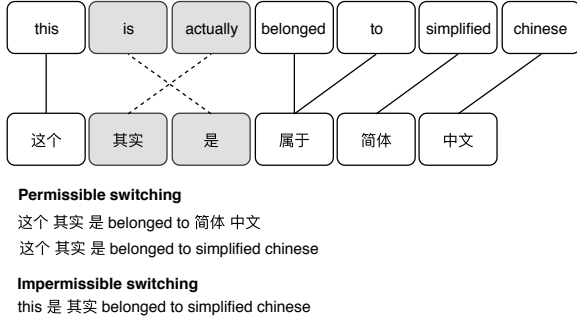 this is actually belonged to simplified chinese
这个 其实 是 属于 简体 中文
Permissible switching
这个 其实 是 belonged to 简体 中文
这个 其实 是 belonged to simplified chinese
Impermissible switching
this 是 其实 belonged to simplified chinese